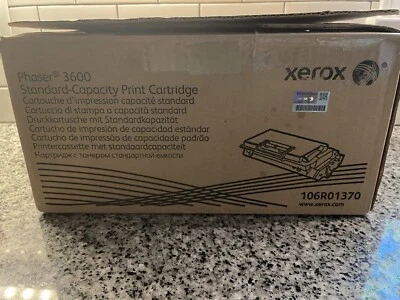 Phaser® 3600
Standard-Capacity Print Cartridge
Cartouche d'impression capacité standard
Cartuccia di stampa a capacità standard
Druckkartusche mit Standardkapazität
Cartucho de impresión de capacidad estándar
Cartucho de impressão de capacidade padrão
Printercassette met standaardcapaciteit
Картридж с тонером стандартной емкости
xerox
106R01370
www.xerox.com